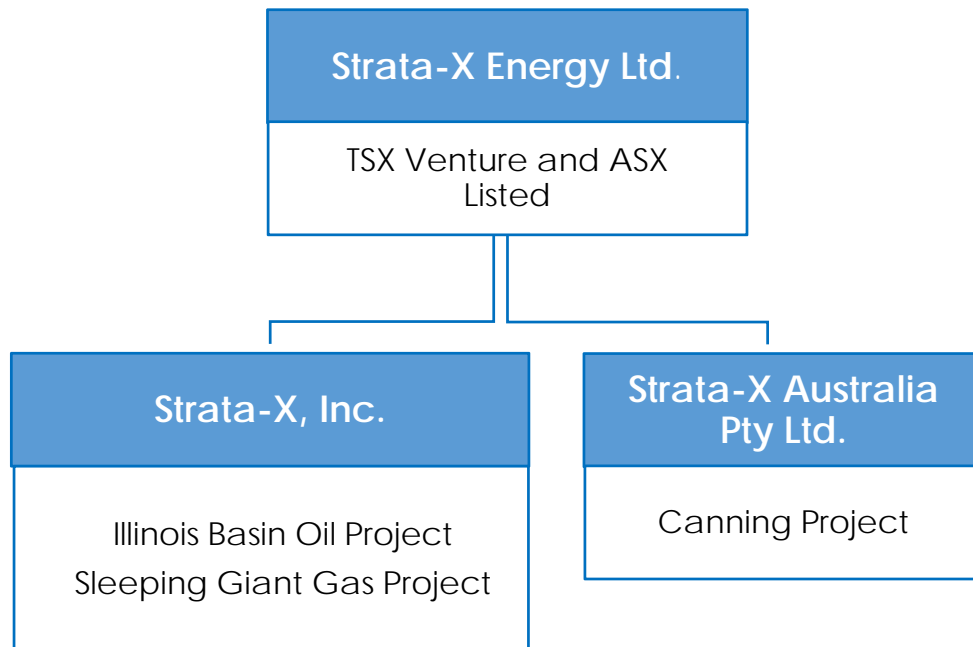 Strata-X Energy Ltd.
TSX Venture and ASX
Listed
Strata-X, Inc.
Illinois Basin Oil Project
Sleeping Giant Gas Project
Strata-X Australia
Pty Ltd.
Canning Project